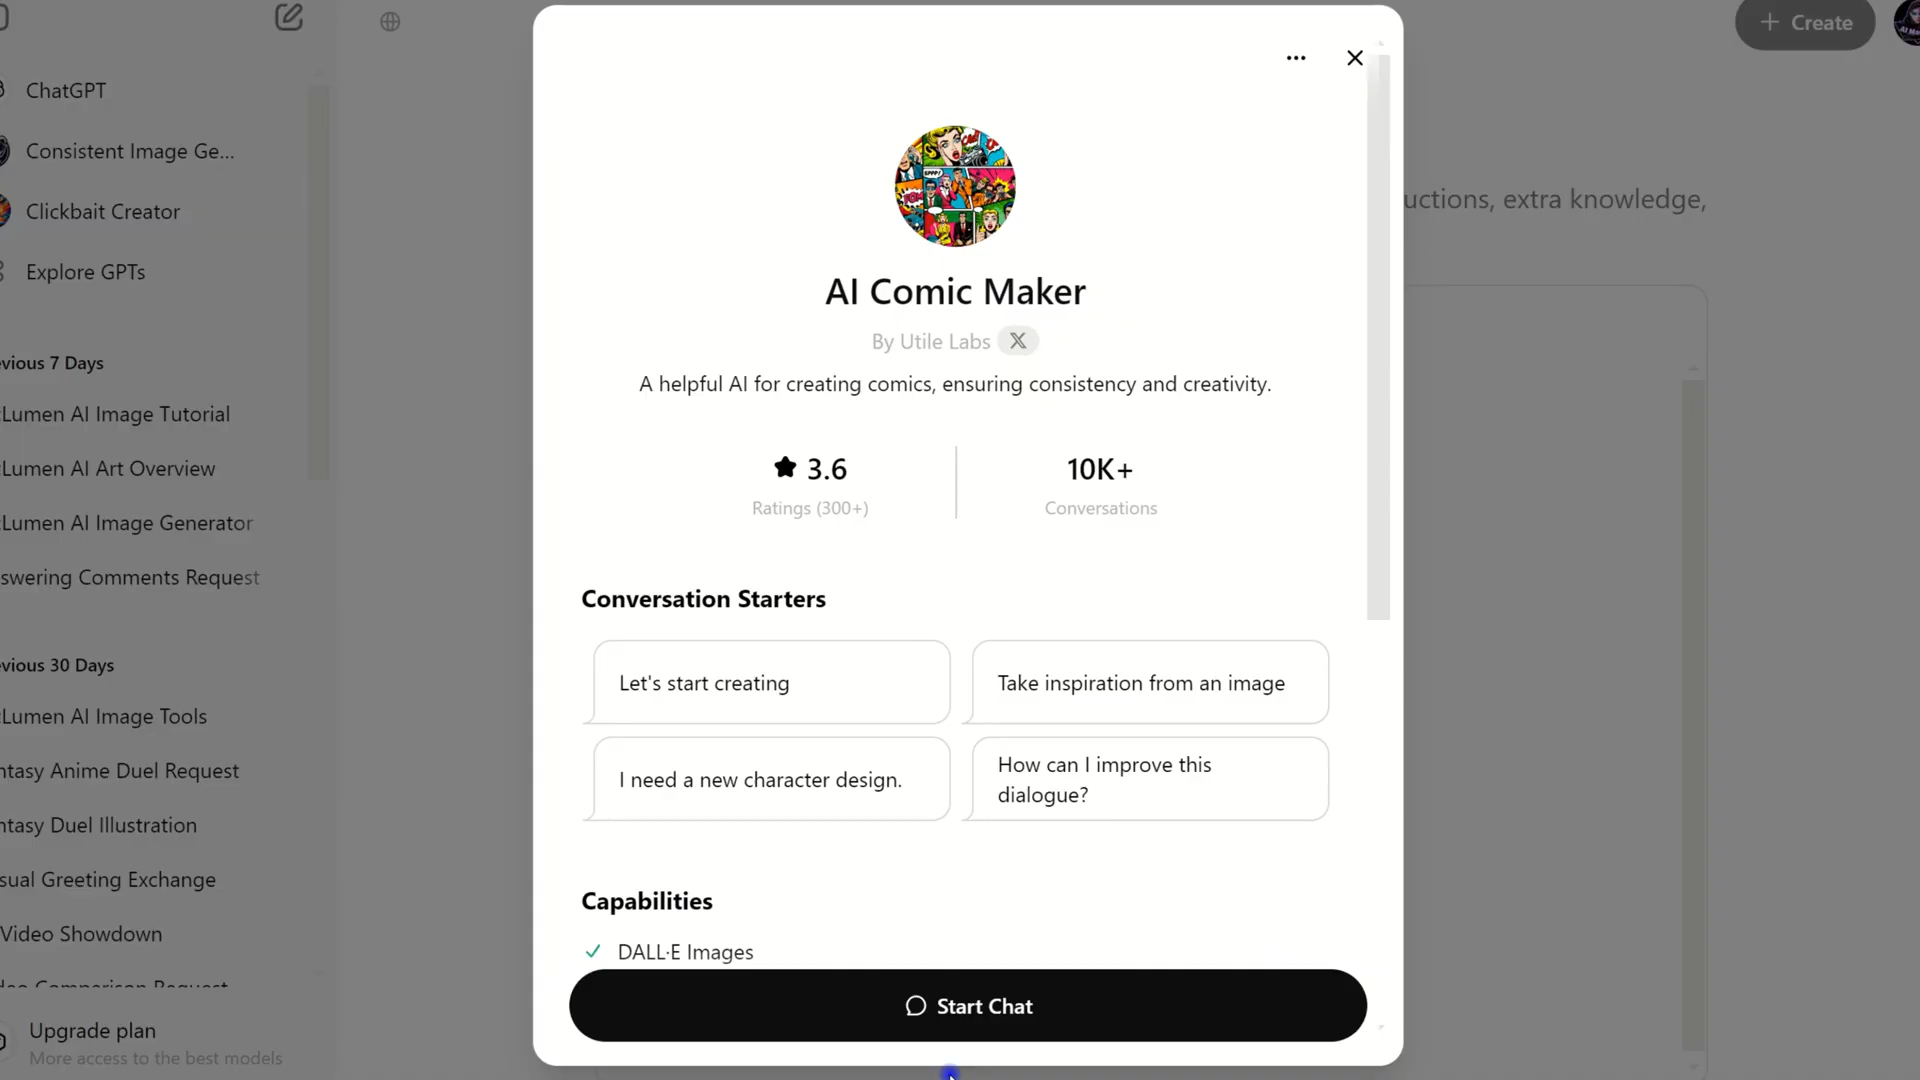 Create
ChatGPT
Consistent Image Ge...
Clickbait Creator
Explore GPTs
evious 7 Days
Lumen AI Image Tutorial
Lumen AI Art Overview
Lumen AI Image Generator
swering Comments Request
evious 30 Days
Lumen AI Image Tools
ntasy Anime Duel Request
ntasy Duel Illustration
sual Greeting Exchange
Video Showdown
deo Comparison Request
Upgrade plan
More access to the best models
uctions, extra knowledge,
AI Comic Maker
By Utile Labs
A helpful AI for creating comics, ensuring consistency and creativity.
3.6
Ratings (300+)
10K+
Conversations
Conversation Starters
Let's start creating
Take inspiration from an image
I need a new character design.
How can I improve this
dialogue?
Capabilities
DALL·E Images
Start Chat